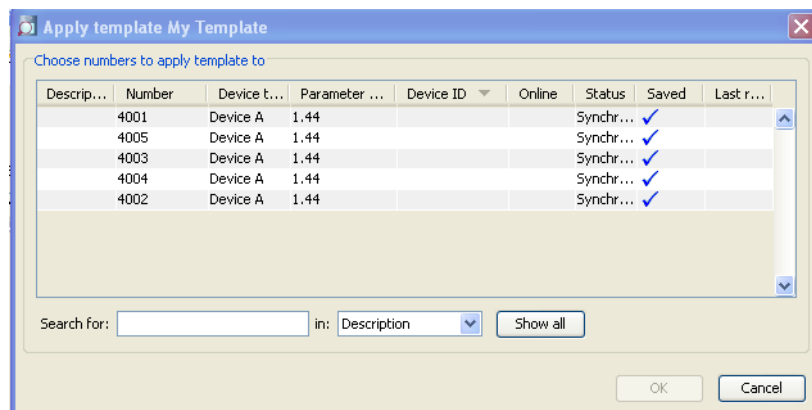 Apply template My Template
Choose numbers to apply template to
Descrip... Number Device t... Parameter ... Device ID Online Status Saved Last r...
4001 Device A 1.44 Synchr...
4005 Device A 1.44 Synchr...
4003 Device A 1.44 Synchr...
4004 Device A 1.44 Synchr...
4002 Device A 1.44 Synchr...
Search for: in: Description Show all
OK Cancel